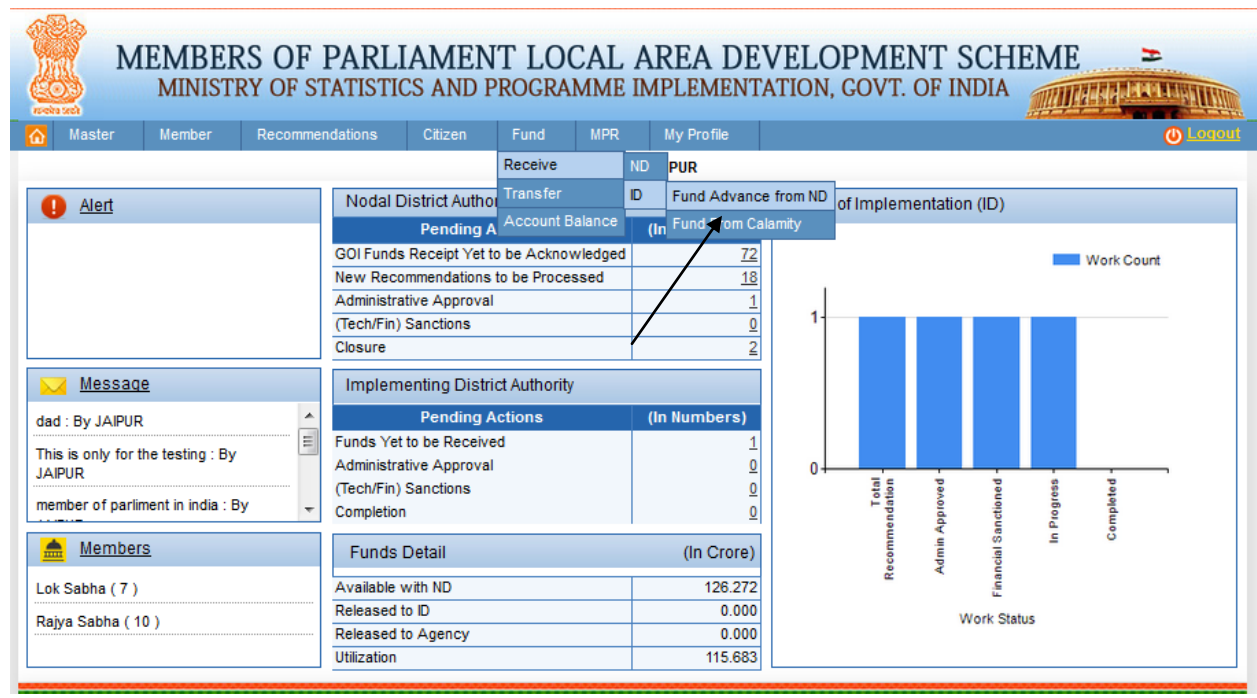 सत्यमेव जयते
MEMBERS OF PARLIAMENT LOCAL AREA DEVELOPMENT SCHEME
MINISTRY OF STATISTICS AND PROGRAMME IMPLEMENTATION, GOVT. OF INDIA
Master Member Recommendations Citizen Fund MPR My Profile Logout
Receive ND PUR
Transfer ID Fund Advance from ND
Account Balance Fund From Calamity
Alert
Message
dad : By JAIPUR
This is only for the testing : By
JAIPUR
member of parliment in india : By
Members
Lok Sabha ( 7 )
Rajya Sabha ( 10 )
Nodal District
Pending (In
GOI Funds Receipt Yet to be Acknowledged 72
New Recommendations to be Processed 18
Administrative Approval 1
(Tech/Fin) Sanctions 0
Closure 2
Implementing District Authority
Pending Actions (In Numbers)
Funds Yet to be Received 1
Administrative Approval 0
(Tech/Fin) Sanctions 0
Completion 0
Funds Detail (In Crore)
Available with ND 126.272
Released to ID 0.000
Released to Agency 0.000
Utilization 115.683
of Implementation (ID)
Work Count
1
0
Total Recommendation
Admin Approved
Financial Sanctioned
In Progress
Completed
Work Status